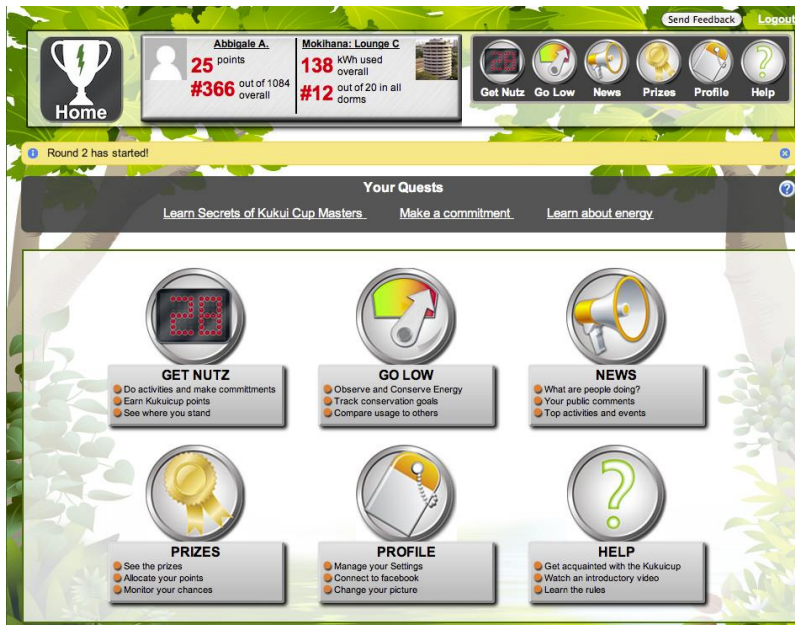 Send Feedback
Logout
Home
Abbigale A.
25 points
#366 out of 1084 overall
Mokihana: Lounge C
138 kWh used overall
#12 out of 20 in all dorms
28
Get Nutz
Go Low
News
Prizes
Profile
Help
Round 2 has started!
Your Quests
Learn Secrets of Kukui Cup Masters
Make a commitment
Learn about energy
28
GET NUTZ
Do activities and make committments
Earn Kukuicup points
See where you stand
GO LOW
Observe and Conserve Energy
Track conservation goals
Compare usage to others
NEWS
What are people doing?
Your public comments
Top activities and events
PRIZES
See the prizes
Allocate your points
Monitor your chances
PROFILE
Manage your Settings
Connect to facebook
Change your picture
HELP
Get acquainted with the Kukuicup
Watch an introductory video
Learn the rules